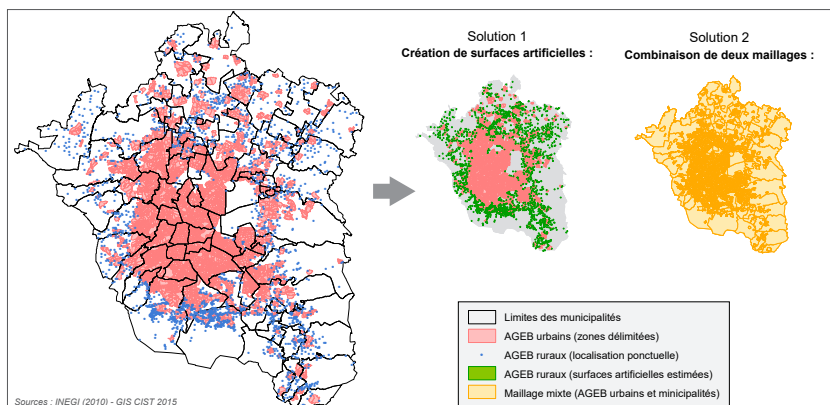 Solution 1
Création de surfaces artificielles :
Solution 2
Combinaison de deux maillages :
Limites des municipalités
AGEB urbains (zones délimitées)
AGEB ruraux (localisation ponctuelle)
AGEB ruraux (surfaces artificielles estimées)
Maillage mixte (AGEB urbains et minicipalités)
Sources : INEGI (2010) - GIS CIST 2015